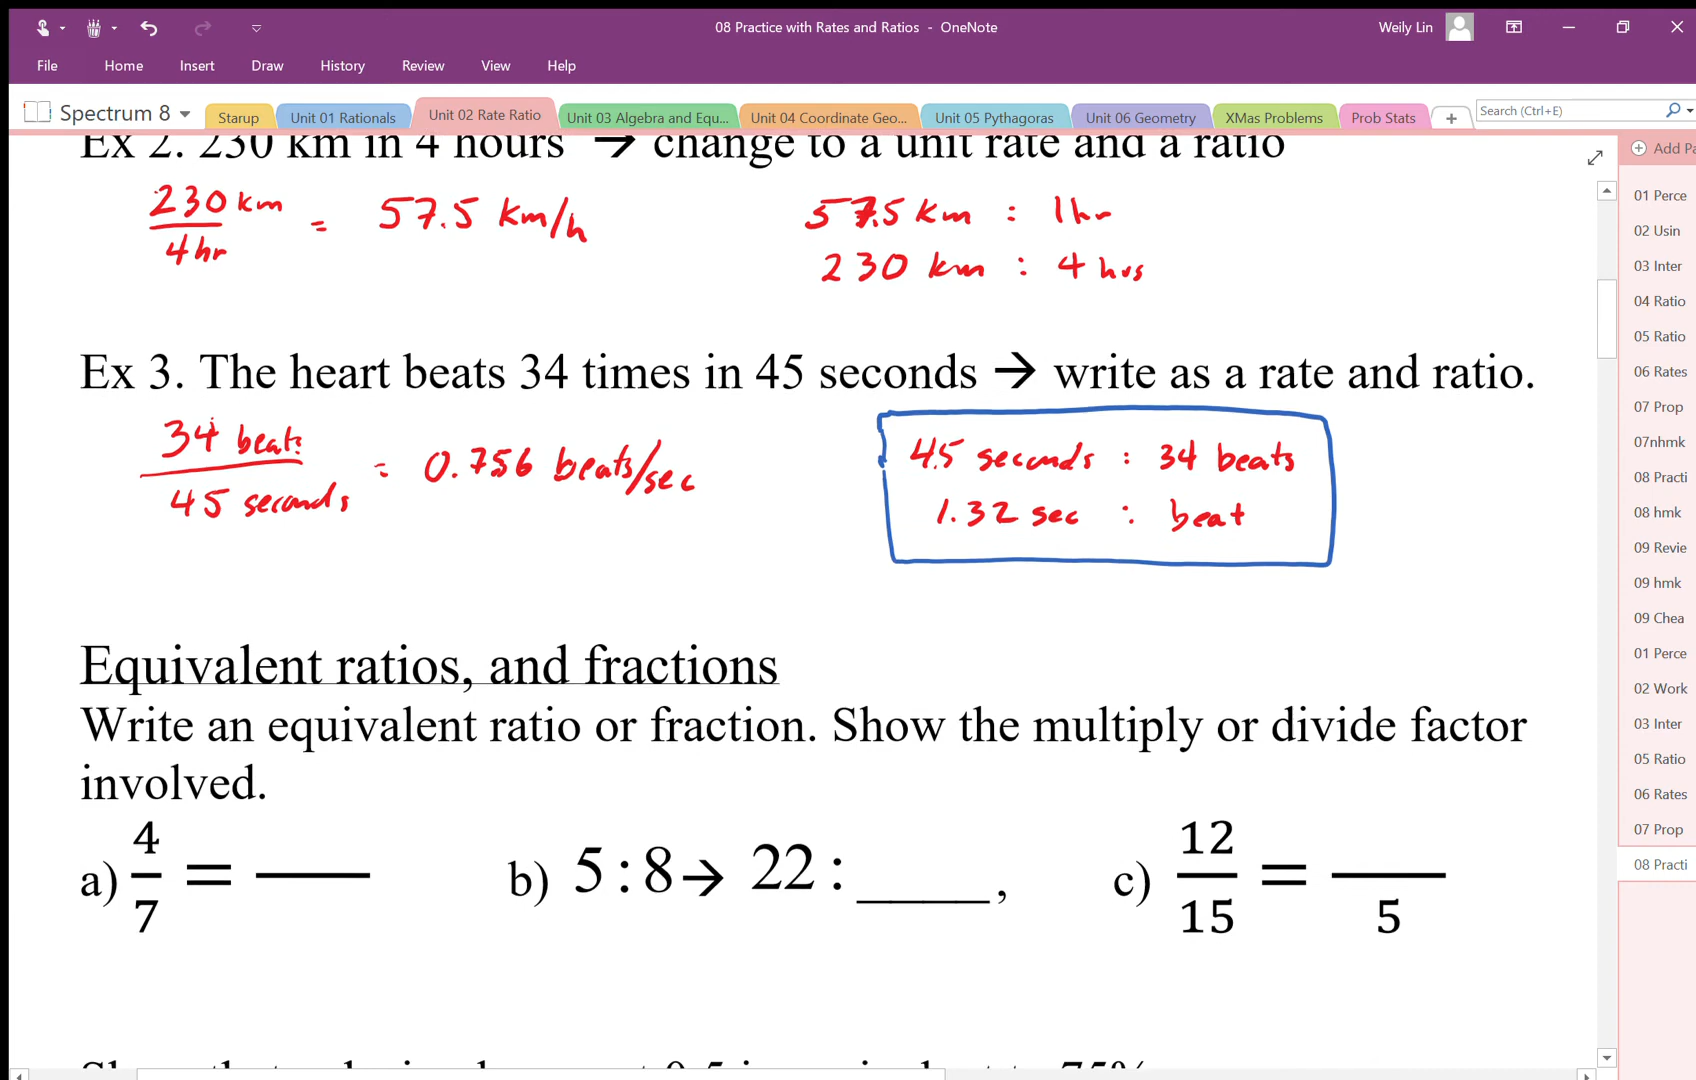 08 Practice with Rates and Ratios - OneNote
Weily Lin
File Home Insert Draw History Review View Help
Spectrum 8
Starup
Unit 01 Rationals
Unit 02 Rate Ratio
Unit 03 Algebra and Equ...
Unit 04 Coordinate Geo...
Unit 05 Pythagoras
Unit 06 Geometry
XMas Problems
Prob Stats
+
Search (Ctrl+E)
Ex 2. 230 km in 4 hours → change to a unit rate and a ratio
230 km / 4hr = 57.5 km/h
57.5 km : 1hr
230 km : 4 hrs
Ex 3. The heart beats 34 times in 45 seconds → write as a rate and ratio.
34 beats / 45 seconds = 0.756 beats/sec
45 seconds : 34 beats
1.32 sec : beat
Equivalent ratios, and fractions
Write an equivalent ratio or fraction. Show the multiply or divide factor
involved.
a) 4/7 = ___
b) 5 : 8 → 22 : ____,
c) 12/15 = ___/5
Add Pa
01 Perce
02 Usin
03 Inter
04 Ratio
05 Ratio
06 Rates
07 Prop
07nhmk
08 Practi
08 hmk
09 Revie
09 hmk
09 Chea
01 Perce
02 Work
03 Inter
05 Ratio
06 Rates
07 Prop
08 Practi